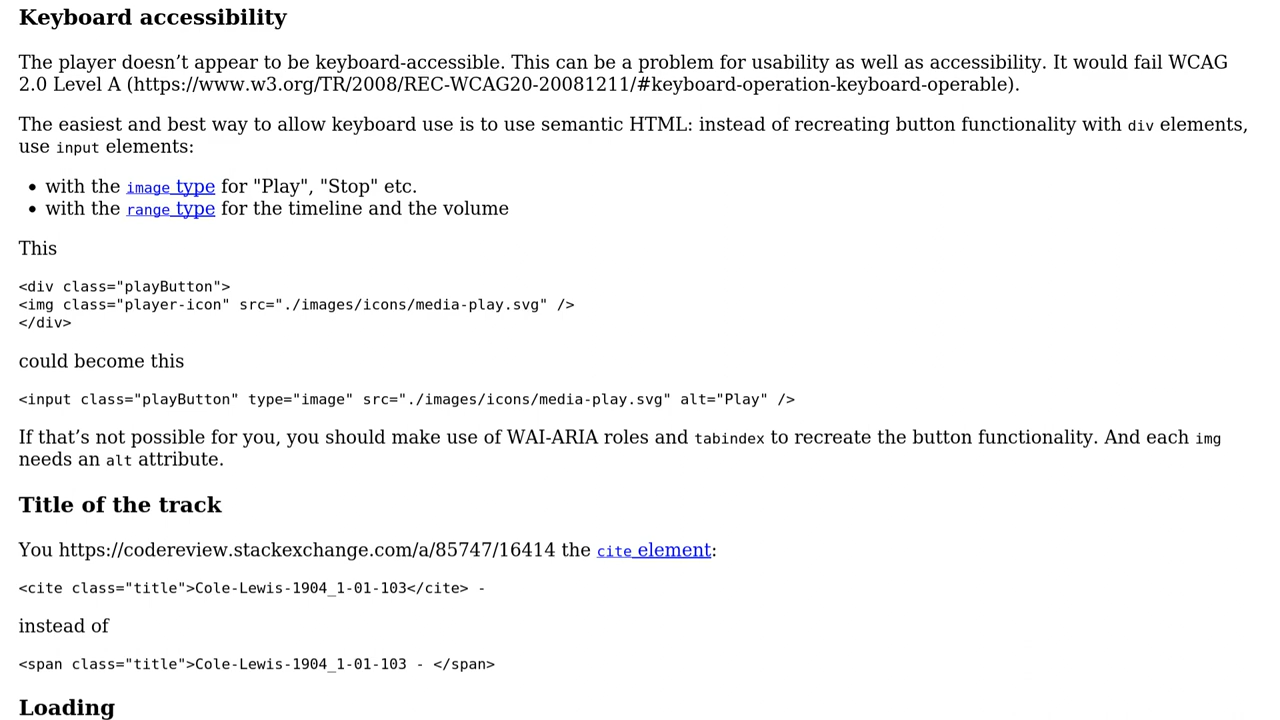 Keyboard accessibility
The player doesn’t appear to be keyboard-accessible. This can be a problem for usability as well as accessibility. It would fail WCAG
2.0 Level A (https://www.w3.org/TR/2008/REC-WCAG20-20081211/#keyboard-operation-keyboard-operable).
The easiest and best way to allow keyboard use is to use semantic HTML: instead of recreating button functionality with div elements,
use input elements:
• with the image type for "Play", "Stop" etc.
• with the range type for the timeline and the volume
This
<div class="playButton">
<img class="player-icon" src="./images/icons/media-play.svg" />
</div>
could become this
<input class="playButton" type="image" src="./images/icons/media-play.svg" alt="Play" />
If that’s not possible for you, you should make use of WAI-ARIA roles and tabindex to recreate the button functionality. And each img
needs an alt attribute.
Title of the track
You https://codereview.stackexchange.com/a/85747/16414 the cite element:
<cite class="title">Cole-Lewis-1904_1-01-103</cite> -
instead of
<span class="title">Cole-Lewis-1904_1-01-103 - </span>
Loading